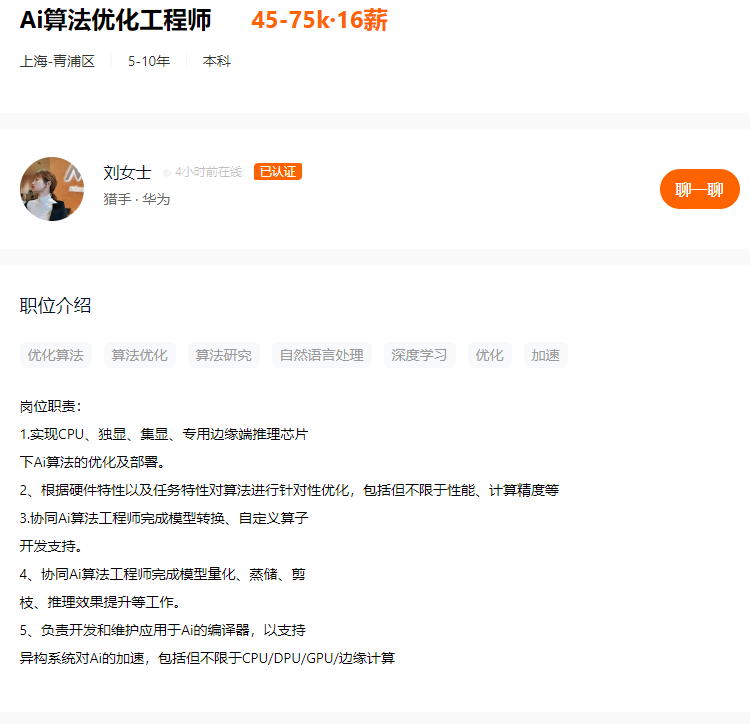 Ai算法优化工程师 45-75k·16薪
上海-青浦区 5-10年 本科
刘女士 4小时前在线 已认证
猎手 · 华为
聊一聊
职位介绍
优化算法 算法优化 算法研究 自然语言处理 深度学习 优化 加速
岗位职责：
1.实现CPU、独显、集显、专用边缘端推理芯片
下Ai算法的优化及部署。
2、根据硬件特性以及任务特性对算法进行针对性优化，包括但不限于性能、计算精度等
3.协同Ai算法工程师完成模型转换、自定义算子
开发支持。
4、协同Ai算法工程师完成模型量化、蒸储、剪
枝、推理效果提升等工作。
5、负责开发和维护应用于Ai的编译器，以支持
异构系统对Ai的加速，包括但不限于CPU/DPU/GPU/边缘计算